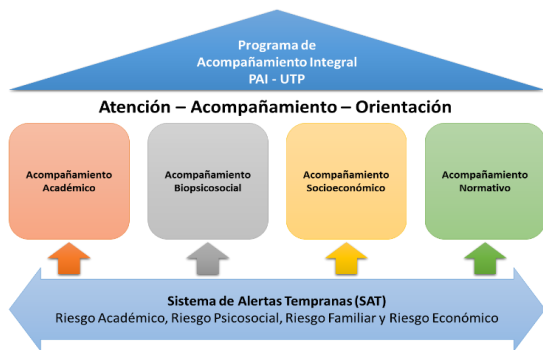 Programa de
Acompañamiento Integral
PAI - UTP
Atención – Acompañamiento – Orientación
Acompañamiento
Académico
Acompañamiento
Biopsicosocial
Acompañamiento
Socioeconómico
Acompañamiento
Normativo
Sistema de Alertas Tempranas (SAT)
Riesgo Académico, Riesgo Psicosocial, Riesgo Familiar y Riesgo Económico